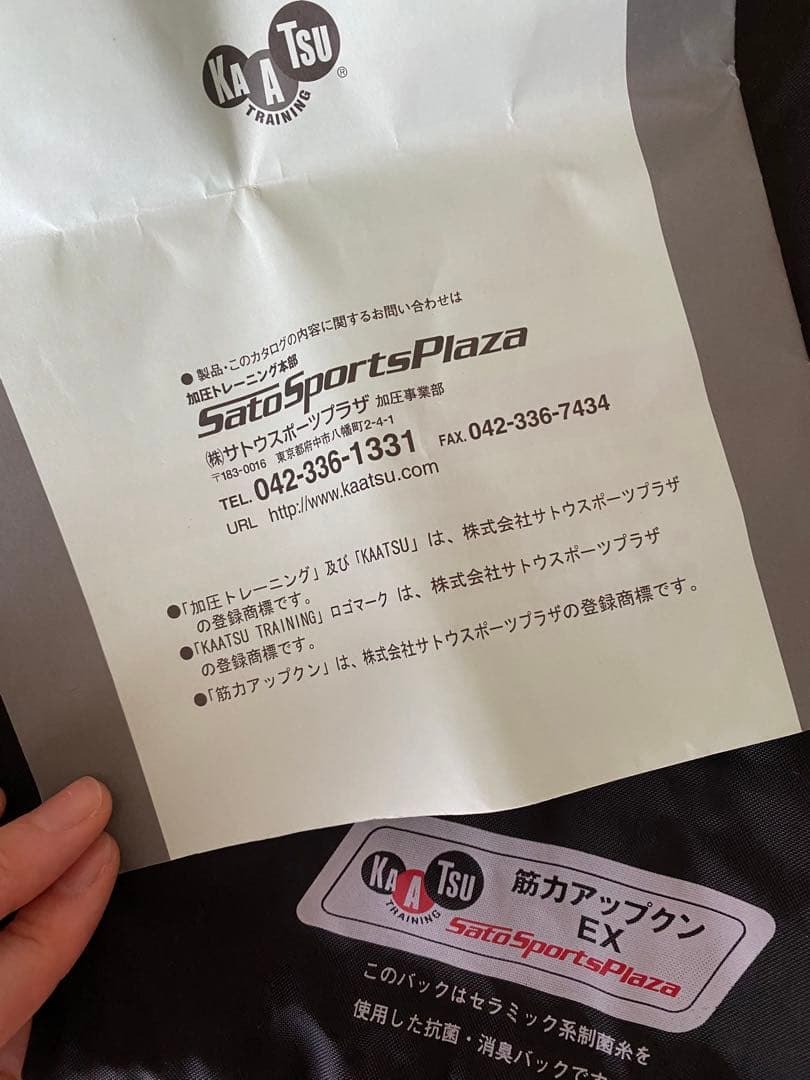 KAATSU
TRAINING ®
●製品・このカタログの内容に関するお問い合わせは
加圧トレーニング本部
SatoSportsPlaza
㈱サトウスポーツプラザ 加圧事業部
〒183-0016 東京都府中市八幡町2-4-1
TEL. 042-336-1331 FAX. 042-336-7434
URL http://www.kaatsu.com
●「加圧トレーニング」及び「KAATSU」は、株式会社サトウスポーツプラザ
の登録商標です。
●「KAATSU TRAINING」ロゴマーク は、株式会社サトウスポーツプラザ
の登録商標です。
●「筋力アップクン」は、株式会社サトウスポーツプラザの登録商標です。
KAATSU
TRAINING
筋力アップクン
EX
SatoSportsPlaza
このバックはセラミック系制菌糸を
使用した抗菌・消臭バックです